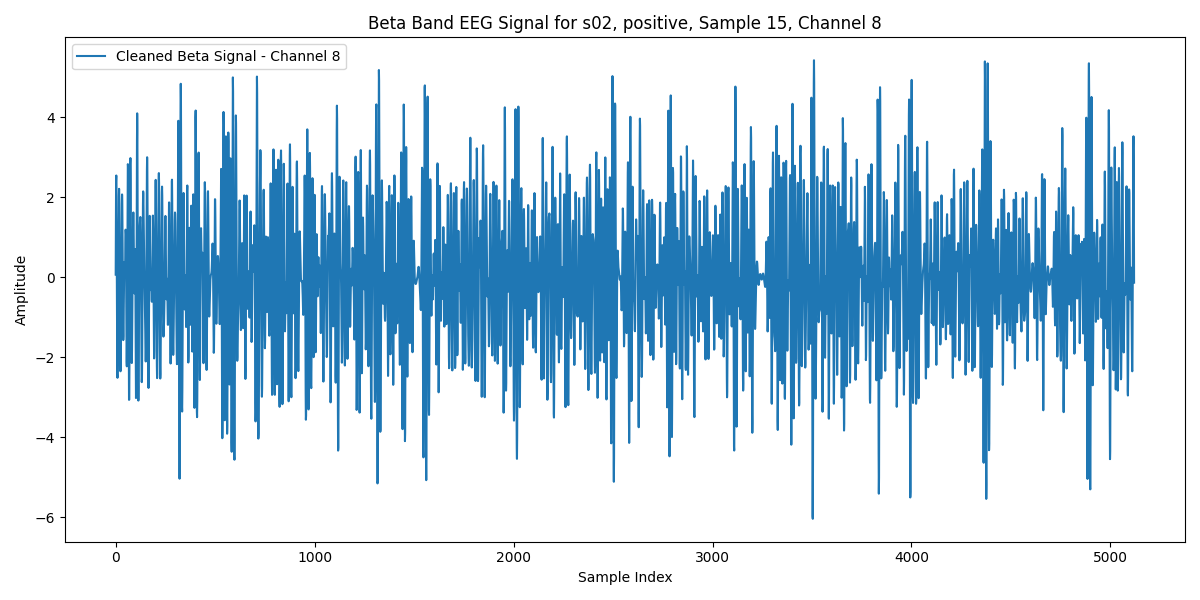 Beta Band EEG Signal for s02, positive, Sample 15, Channel 8
Cleaned Beta Signal - Channel 8
Amplitude
4
2
0
−2
−4
−6
0 1000 2000 3000 4000 5000
Sample Index